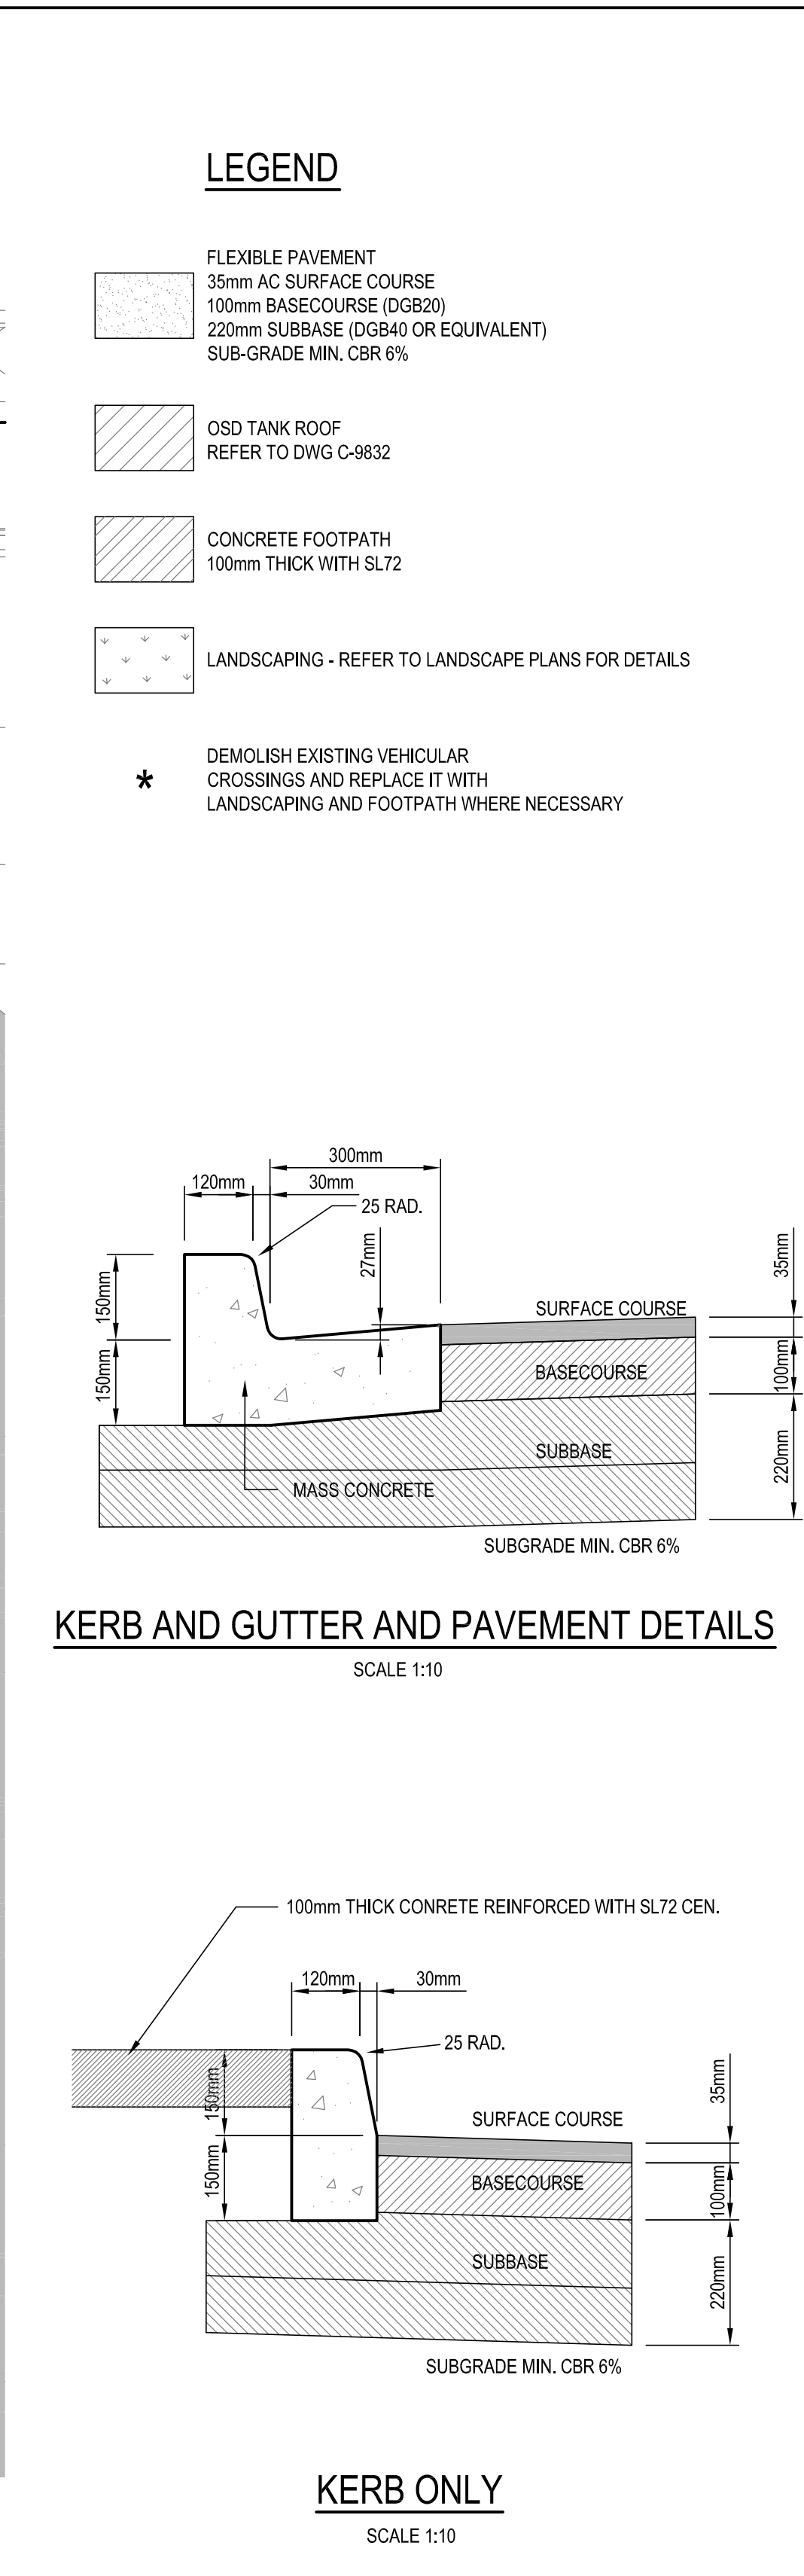 LEGEND
FLEXIBLE PAVEMENT
35mm AC SURFACE COURSE
100mm BASECOURSE (DGB20)
220mm SUBBASE (DGB40 OR EQUIVALENT)
SUB-GRADE MIN. CBR 6%
OSD TANK ROOF
REFER TO DWG C-9832
CONCRETE FOOTPATH
100mm THICK WITH SL72
LANDSCAPING - REFER TO LANDSCAPE PLANS FOR DETAILS
*
DEMOLISH EXISTING VEHICULAR
CROSSINGS AND REPLACE IT WITH
LANDSCAPING AND FOOTPATH WHERE NECESSARY
300mm
120mm
30mm
25 RAD.
27mm
35mm
150mm
SURFACE COURSE
150mm
BASECOURSE
100mm
SUBBASE
220mm
MASS CONCRETE
SUBGRADE MIN. CBR 6%
KERB AND GUTTER AND PAVEMENT DETAILS
SCALE 1:10
100mm THICK CONRETE REINFORCED WITH SL72 CEN.
120mm
30mm
25 RAD.
150mm
35mm
SURFACE COURSE
150mm
BASECOURSE
100mm
SUBBASE
220mm
SUBGRADE MIN. CBR 6%
KERB ONLY
SCALE 1:10